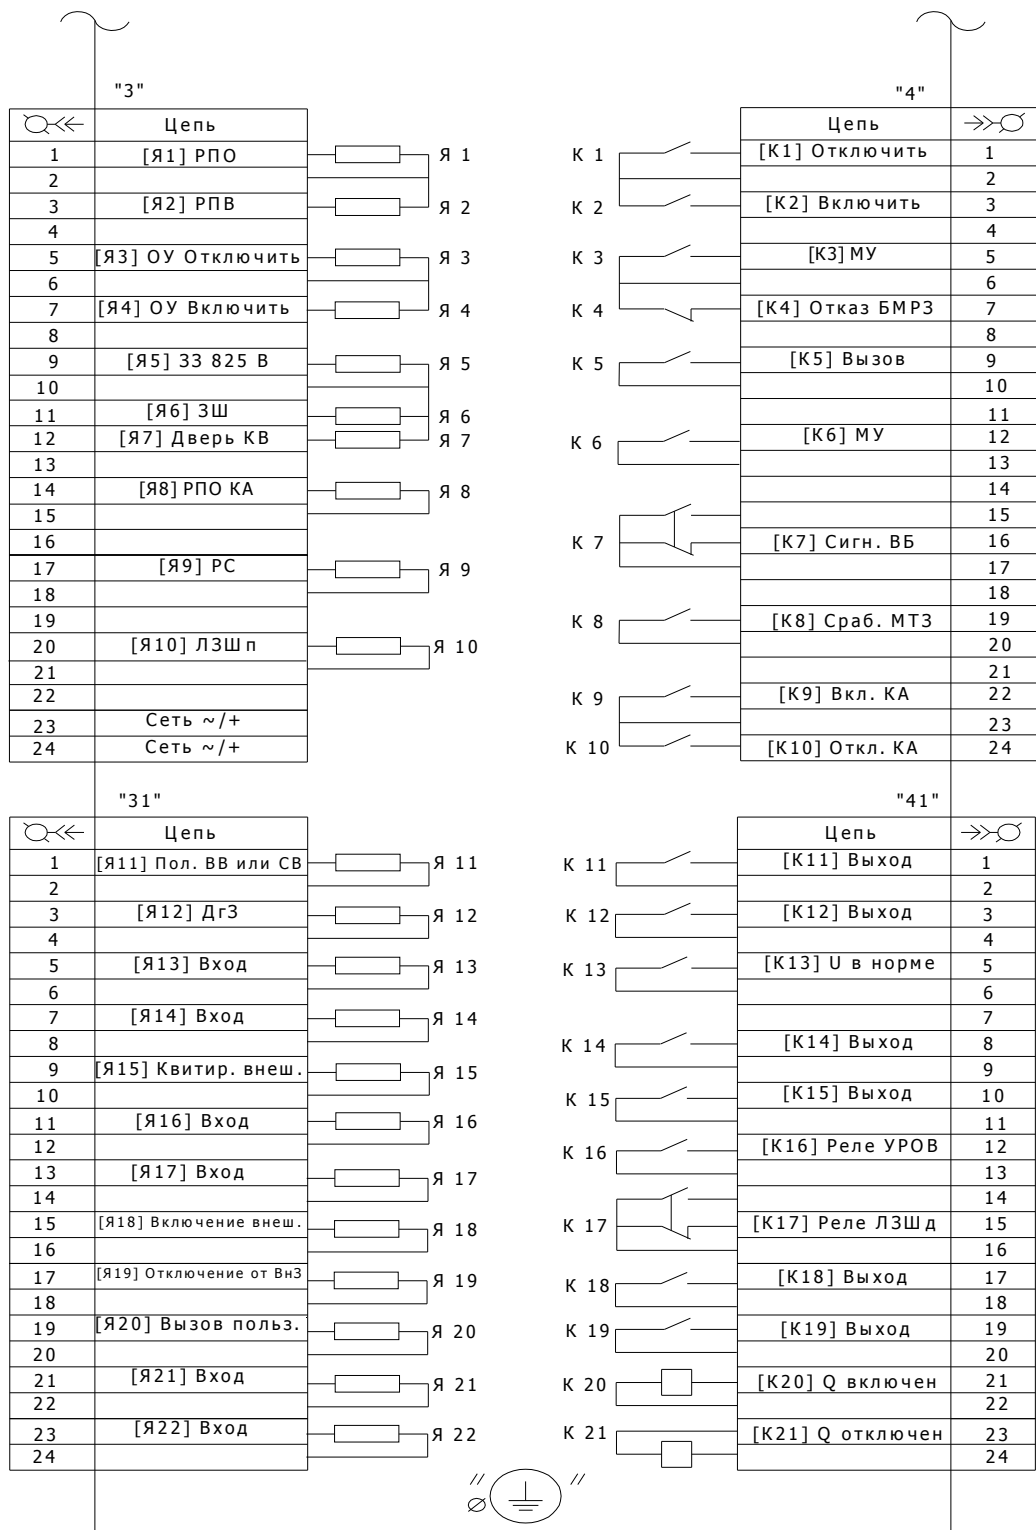 "3" "4"
Цепь Цепь
1 [Я1] РПО Я 1 К 1 [К1] Отключить 1
2 2
3 [Я2] РПВ Я 2 К 2 [К2] Включить 3
4 4
5 [Я3] ОУ Отключить Я 3 К 3 [К3] МУ 5
6 6
7 [Я4] ОУ Включить Я 4 К 4 [К4] Отказ БМРЗ 7
8 8
9 [Я5] ЗЗ 825 В Я 5 К 5 [К5] Вызов 9
10 10
11 [Я6] ЗШ Я 6 11
12 [Я7] Дверь КВ Я 7 К 6 [К6] МУ 12
13 13
14 [Я8] РПО КА Я 8 14
15 15
16 К 7 [К7] Сигн. ВБ 16
17 [Я9] РС Я 9 17
18 18
19 К 8 [К8] Сраб. МТЗ 19
20 [Я10] ЛЗШп Я 10 20
21 21
22 К 9 [К9] Вкл. КА 22
23 Сеть ~/+ 23
24 Сеть ~/+ К 10 [К10] Откл. КА 24
"31" "41"
Цепь Цепь
1 [Я11] Пол. ВВ или СВ Я 11 К 11 [К11] Выход 1
2 2
3 [Я12] ДгЗ Я 12 К 12 [К12] Выход 3
4 4
5 [Я13] Вход Я 13 К 13 [К13] U в норме 5
6 6
7 [Я14] Вход Я 14 7
8 К 14 [К14] Выход 8
9 [Я15] Квитир. внеш. Я 15 9
10 К 15 [К15] Выход 10
11 [Я16] Вход Я 16 11
12 К 16 [К16] Реле УРОВ 12
13 [Я17] Вход Я 17 13
14 14
15 [Я18] Включение внеш. Я 18 К 17 [К17] Реле ЛЗШд 15
16 16
17 [Я19] Отключение от ВнЗ Я 19 К 18 [К18] Выход 17
18 18
19 [Я20] Вызов польз. Я 20 К 19 [К19] Выход 19
20 20
21 [Я21] Вход Я 21 К 20 [К20] Q включен 21
22 22
23 [Я22] Вход Я 22 К 21 [К21] Q отключен 23
24 24